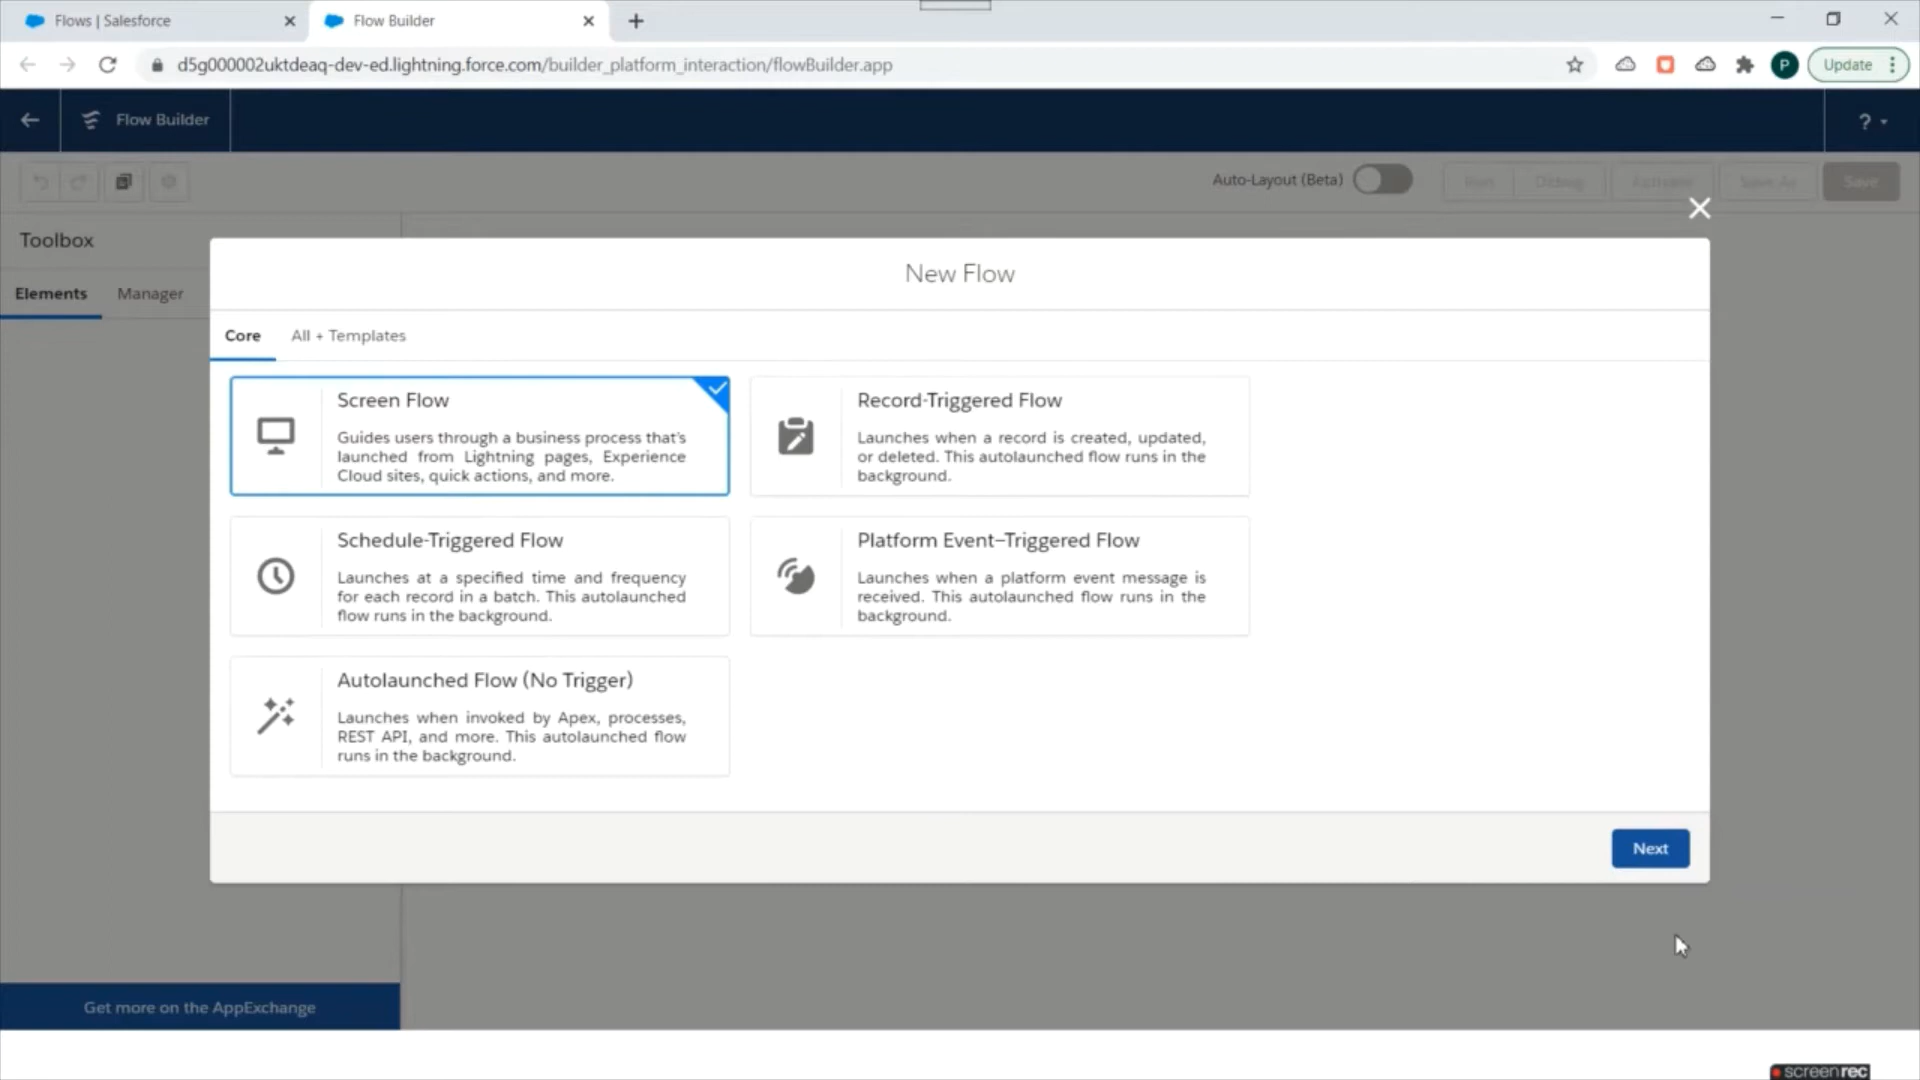 Flows | Salesforce
Flow Builder
d5g000002uktdeaq-dev-ed.lightning.force.com/builder_platform_interaction/flowBuilder.app
P
Update
Flow Builder
?
Auto-Layout (Beta)
Run
Debug
Activate
Save As
Save
Toolbox
Elements
Manager
New Flow
Core
All + Templates
Screen Flow
Guides users through a business process that's
launched from Lightning pages, Experience
Cloud sites, quick actions, and more.
Record-Triggered Flow
Launches when a record is created, updated,
or deleted. This autolaunched flow runs in the
background.
Schedule-Triggered Flow
Launches at a specified time and frequency
for each record in a batch. This autolaunched
flow runs in the background.
Platform Event–Triggered Flow
Launches when a platform event message is
received. This autolaunched flow runs in the
background.
Autolaunched Flow (No Trigger)
Launches when invoked by Apex, processes,
REST API, and more. This autolaunched flow
runs in the background.
Next
Get more on the AppExchange
screenrec